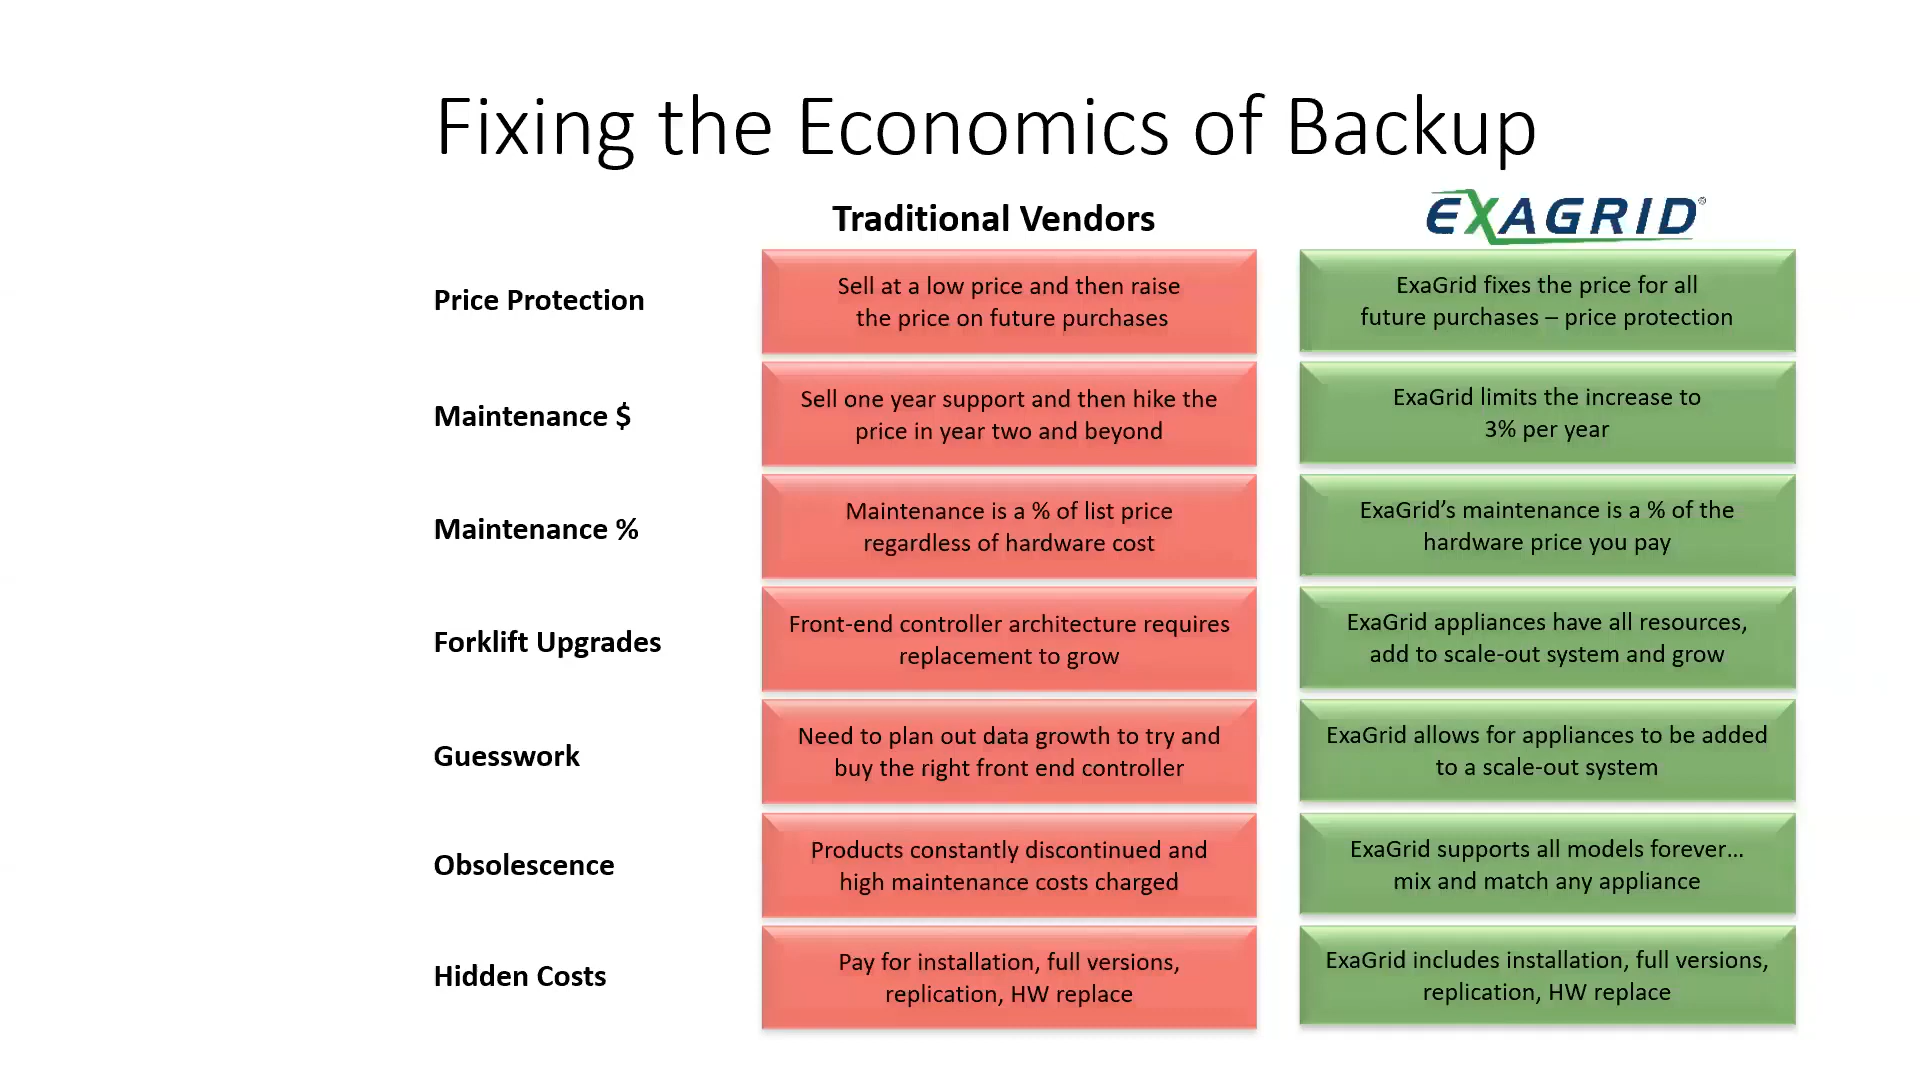 Fixing the Economics of Backup
Traditional Vendors
EXAGRID®
Price Protection
Sell at a low price and then raise
the price on future purchases
ExaGrid fixes the price for all
future purchases – price protection
Maintenance $
Sell one year support and then hike the
price in year two and beyond
ExaGrid limits the increase to
3% per year
Maintenance %
Maintenance is a % of list price
regardless of hardware cost
ExaGrid’s maintenance is a % of the
hardware price you pay
Forklift Upgrades
Front-end controller architecture requires
replacement to grow
ExaGrid appliances have all resources,
add to scale-out system and grow
Guesswork
Need to plan out data growth to try and
buy the right front end controller
ExaGrid allows for appliances to be added
to a scale-out system
Obsolescence
Products constantly discontinued and
high maintenance costs charged
ExaGrid supports all models forever…
mix and match any appliance
Hidden Costs
Pay for installation, full versions,
replication, HW replace
ExaGrid includes installation, full versions,
replication, HW replace